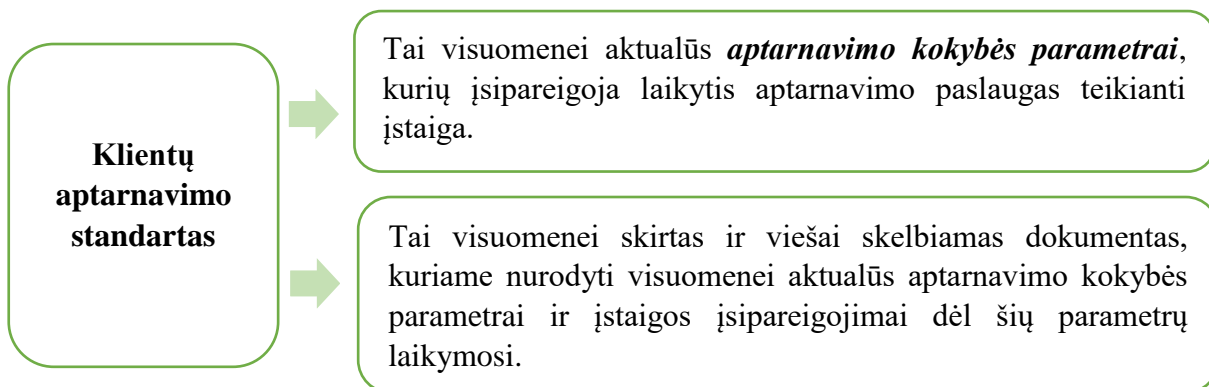 Klientų
aptarnavimo
standartas
Tai visuomenei aktualūs aptarnavimo kokybės parametrai,
kurių įsipareigoja laikytis aptarnavimo paslaugas teikianti
įstaiga.
Tai visuomenei skirtas ir viešai skelbiamas dokumentas,
kuriame nurodyti visuomenei aktualūs aptarnavimo kokybės
parametrai ir įstaigos įsipareigojimai dėl šių parametrų
laikymosi.